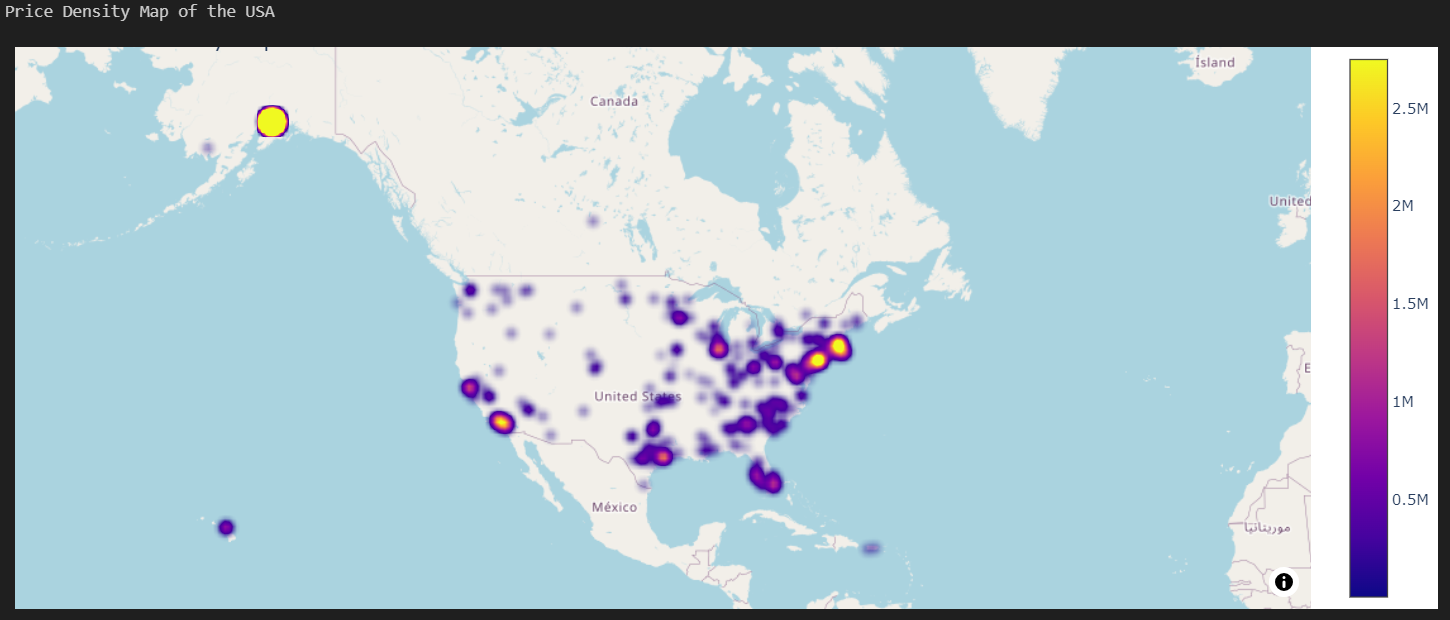 Price Density Map of the USA
Ísland
Canada
2.5M
United
2M
1.5M
E
United States
1M
0.5M
México
موريتانيا